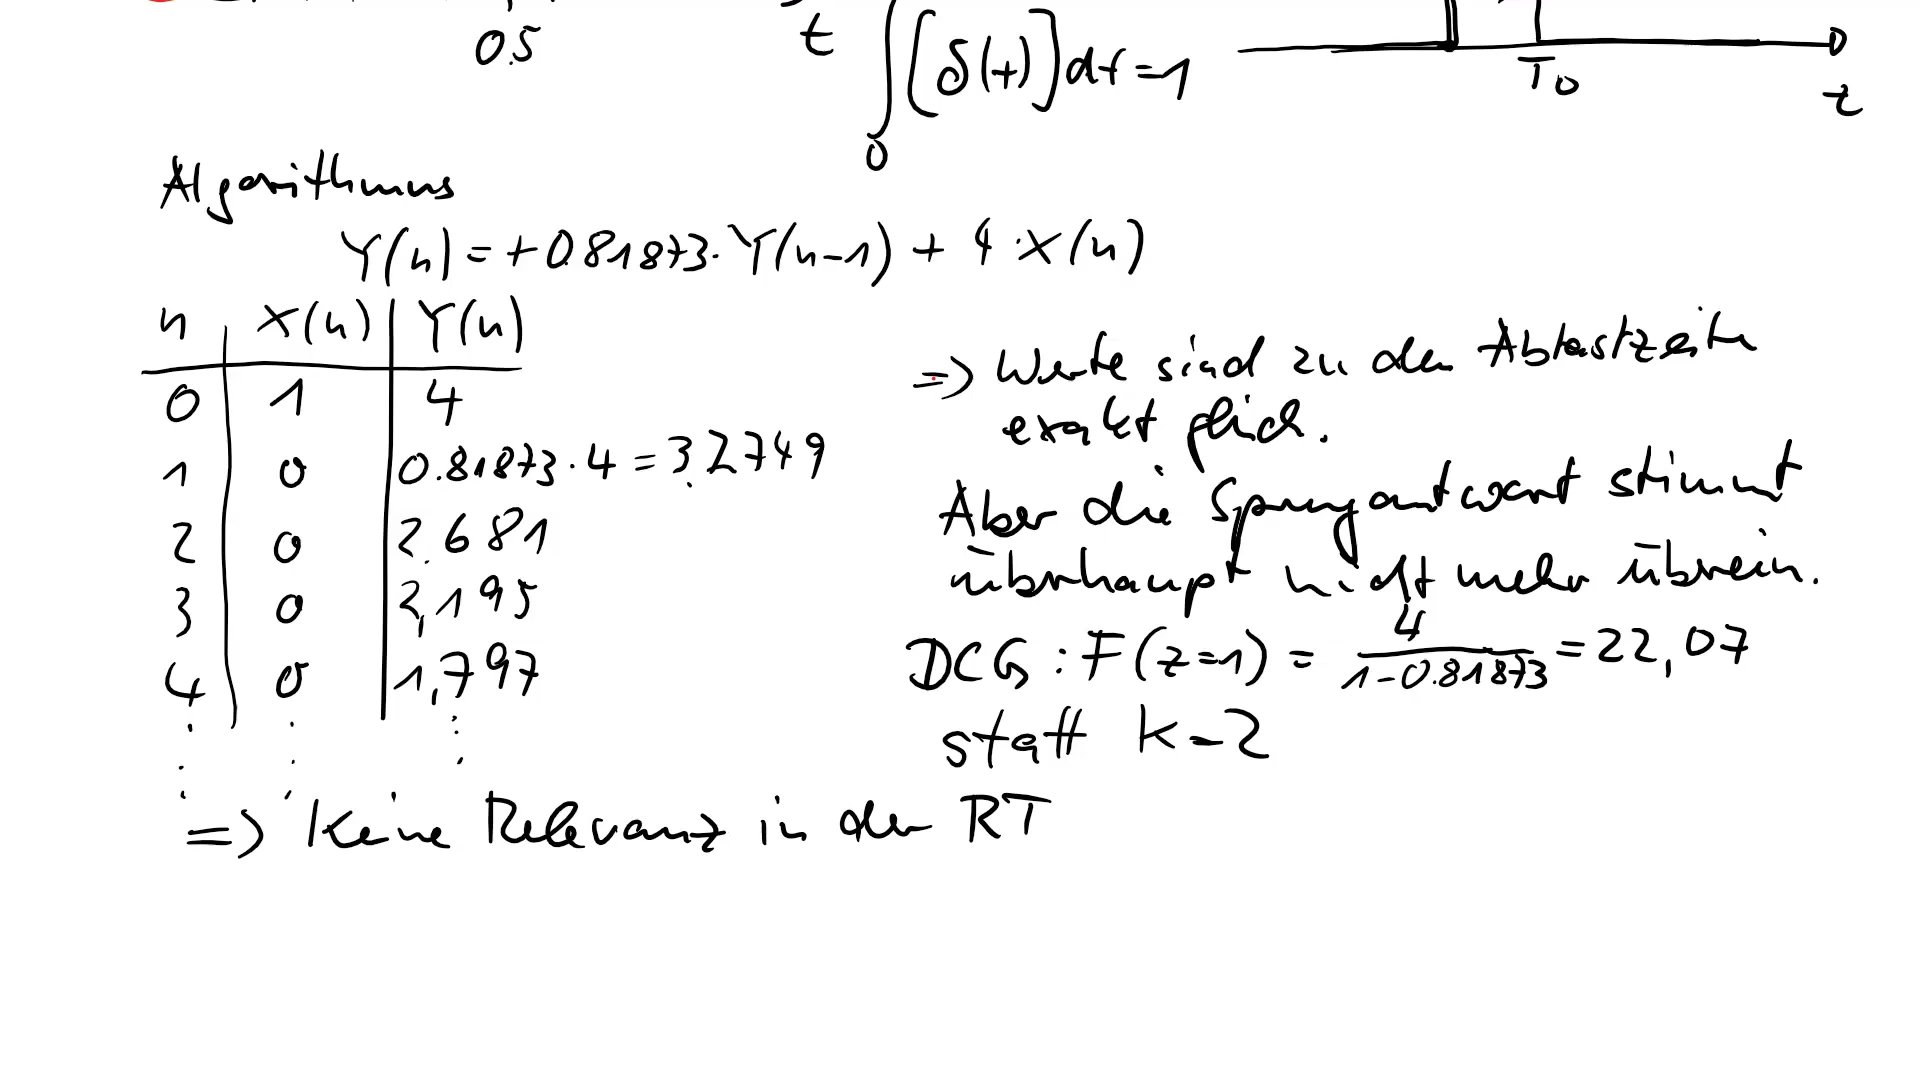 0.5
t
∫[δ(t)]dt=1
0
T0
t
Algorithmus
Y(n) = +0.81873·Y(n-1) + 4·X(n)
n X(n) Y(n)
0 1 4
1 0 0.81873·4 = 3.2749
2 0 2.681
3 0 2,195
4 0 1,797
=> Werte sind zu den Abtastzeiten
exakt gleich.
Aber die Sprungantwort stimmt
überhaupt nicht mehr überein.
DCG: F(z=1) = 4/(1-0.81873) = 22,07
statt K=2
=> Keine Relevanz in der RT